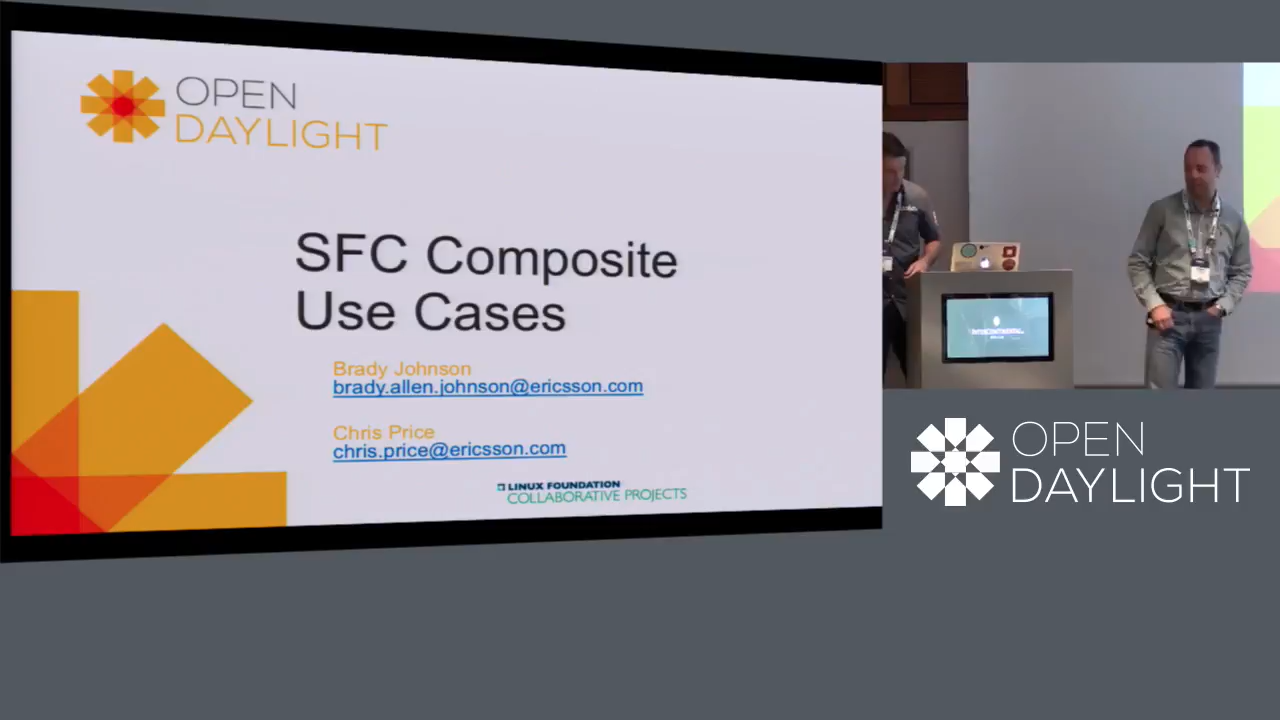 OPEN
DAYLIGHT
SFC Composite
Use Cases
Brady Johnson
brady.allen.johnson@ericsson.com
Chris Price
chris.price@ericsson.com
LINUX FOUNDATION
COLLABORATIVE PROJECTS
INTERCONTINENTAL
OPEN
DAYLIGHT